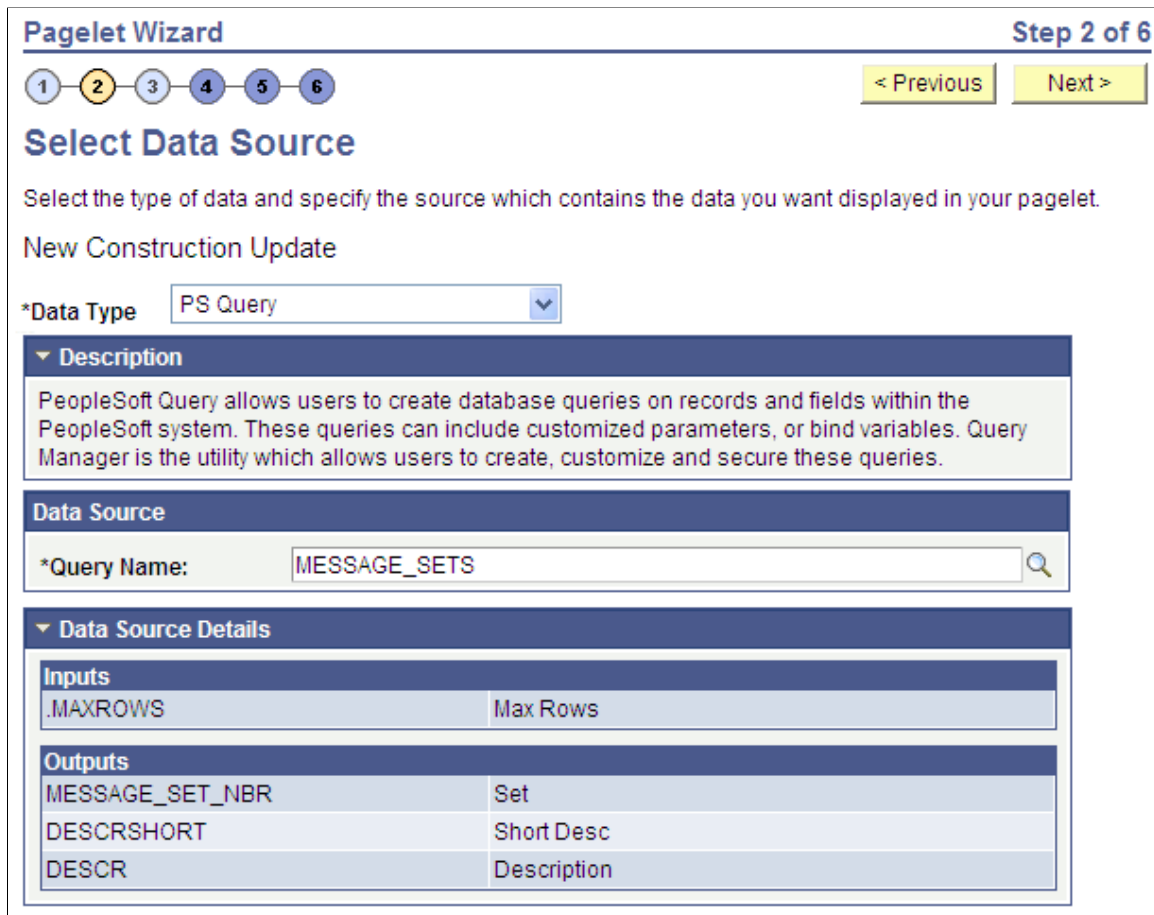 Pagelet Wizard
Step 2 of 6
1 2 3 4 5 6
< Previous
Next >
Select Data Source
Select the type of data and specify the source which contains the data you want displayed in your pagelet.
New Construction Update
*Data Type
PS Query
Description
PeopleSoft Query allows users to create database queries on records and fields within the
PeopleSoft system. These queries can include customized parameters, or bind variables. Query
Manager is the utility which allows users to create, customize and secure these queries.
Data Source
*Query Name:
MESSAGE_SETS
Data Source Details
Inputs
.MAXROWS
Max Rows
Outputs
MESSAGE_SET_NBR
Set
DESCRSHORT
Short Desc
DESCR
Description